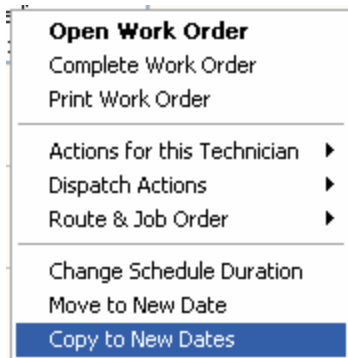 Open Work Order
Complete Work Order
Print Work Order
Actions for this Technician
Dispatch Actions
Route & Job Order
Change Schedule Duration
Move to New Date
Copy to New Dates